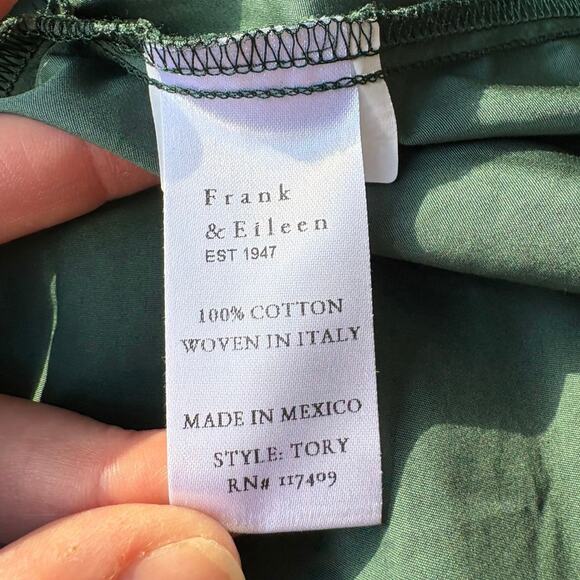 Frank
& Eileen
EST 1947
100% COTTON
WOVEN IN ITALY
MADE IN MEXICO
STYLE: TORY
RN# 117409